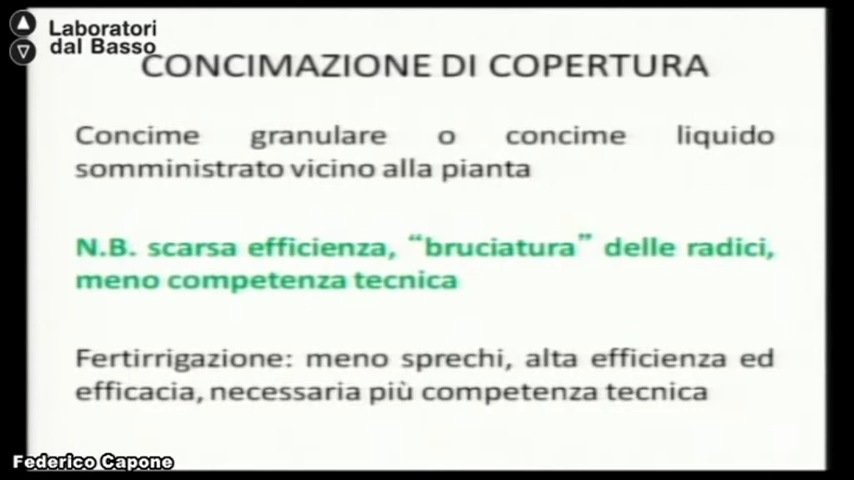 Laboratori
dal Basso
CONCIMAZIONE DI COPERTURA
Concime granulare o concime liquido
somministrato vicino alla pianta
N.B. scarsa efficienza, “bruciatura” delle radici,
meno competenza tecnica
Fertirrigazione: meno sprechi, alta efficienza ed
efficacia, necessaria più competenza tecnica
Federico Capone